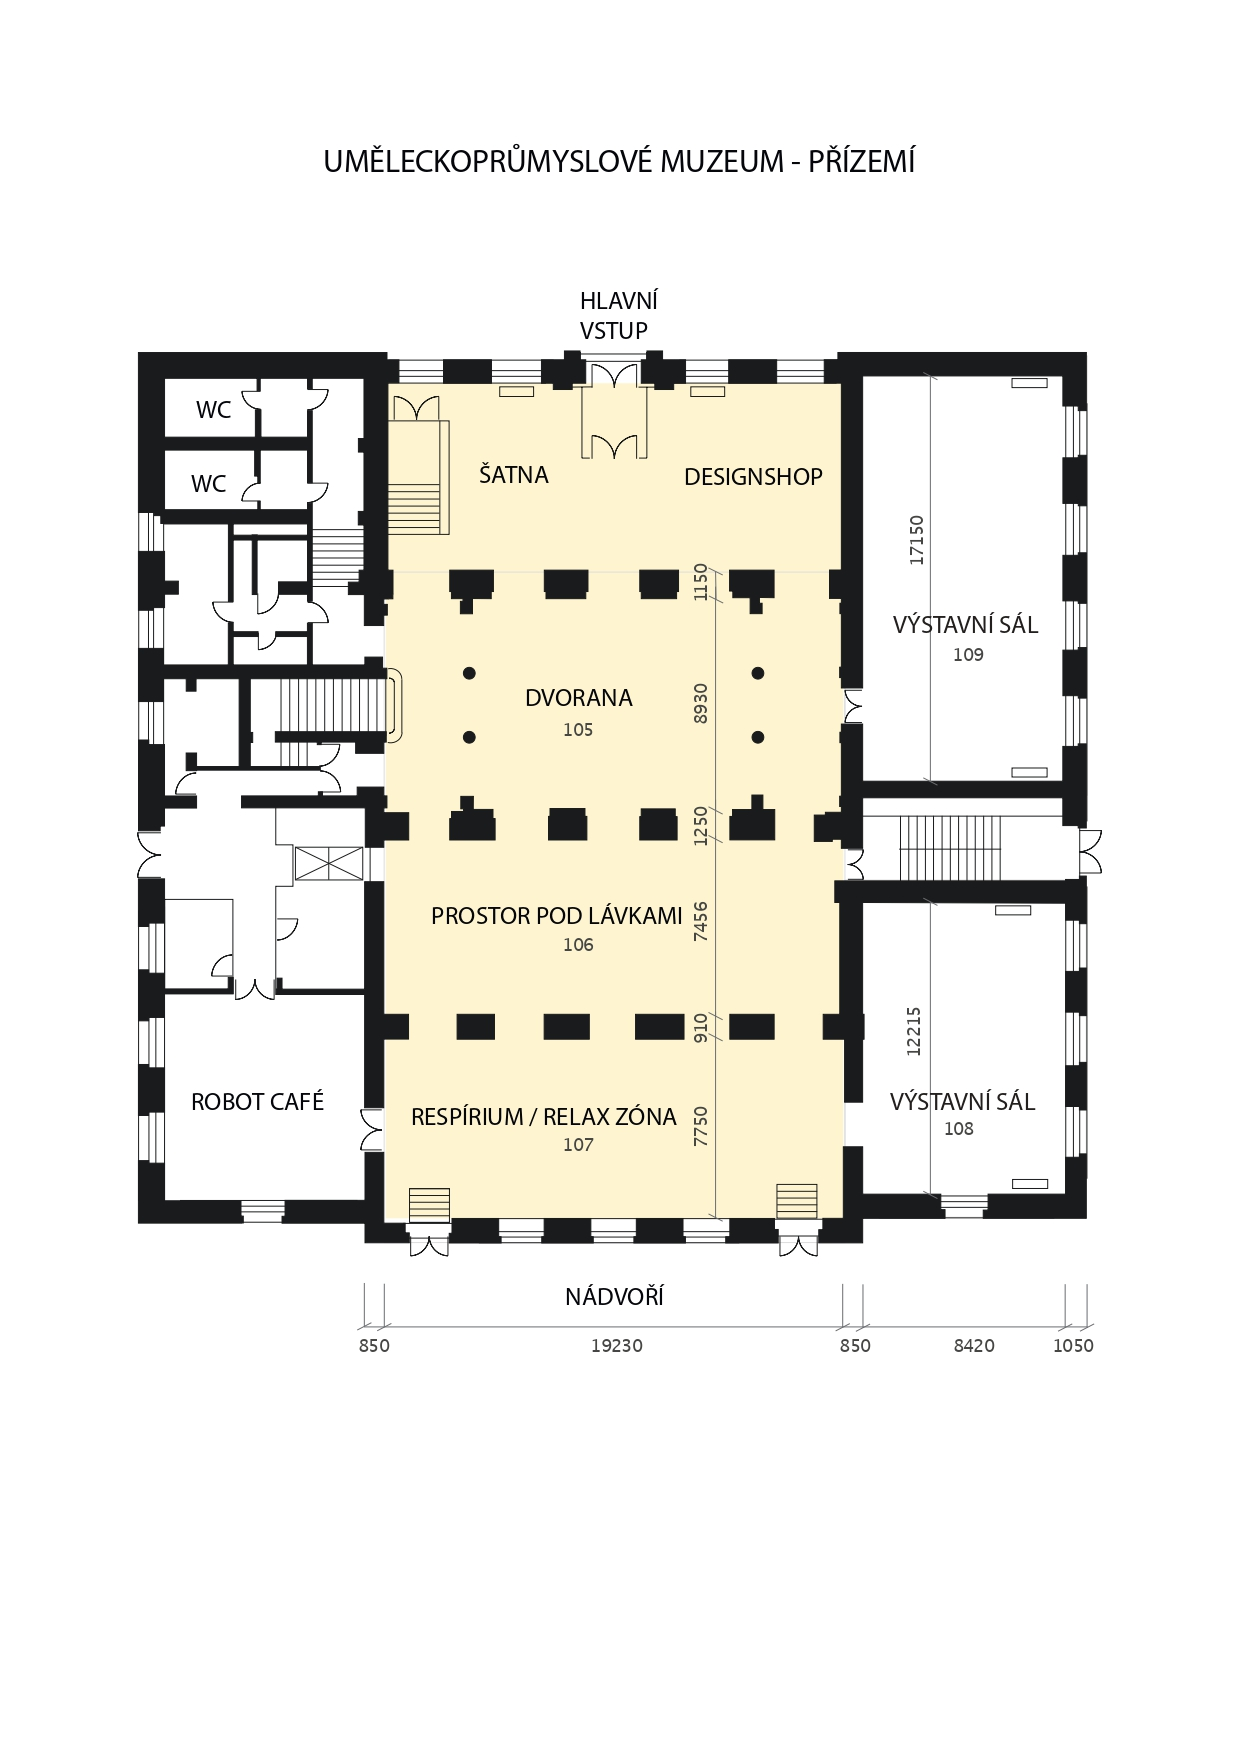 UMĚLECKOPRŮMYSLOVÉ MUZEUM - PŘÍZEMÍ
HLAVNÍ
VSTUP
WC
WC
ŠATNA
DESIGNSHOP
17150
1150
VÝSTAVNÍ SÁL
109
DVORANA
105
8930
1250
PROSTOR POD LÁVKAMI
106
7456
910
12215
ROBOT CAFÉ
RESPÍRIUM / RELAX ZÓNA
107
7750
VÝSTAVNÍ SÁL
108
NÁDVOŘÍ
850 19230 850 8420 1050